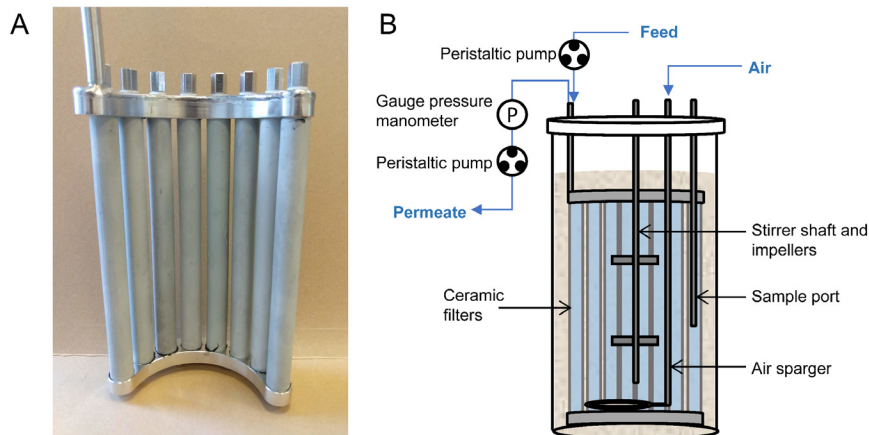 A
B
Feed
Peristaltic pump
Air
Gauge pressure
manometer
P
Peristaltic pump
Permeate
Stirrer shaft and
impellers
Ceramic
filters
Sample port
Air sparger